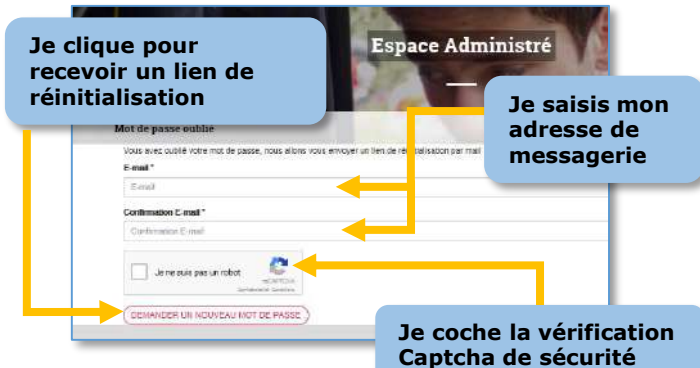 Je clique pour
recevoir un lien de
réinitialisation
Espace Administré
Je saisis mon
adresse de
messagerie
Mot de passe oublié
Vous avez oublié votre mot de passe, nous allons vous envoyer un lien de réinitialisation par mail
E-mail *
E-mail
Confirmation E-mail *
Confirmation E-mail
Je ne suis pas un robot
reCAPTCHA
Confidentialité - Conditions
DEMANDER UN NOUVEAU MOT DE PASSE
Je coche la vérification
Captcha de sécurité